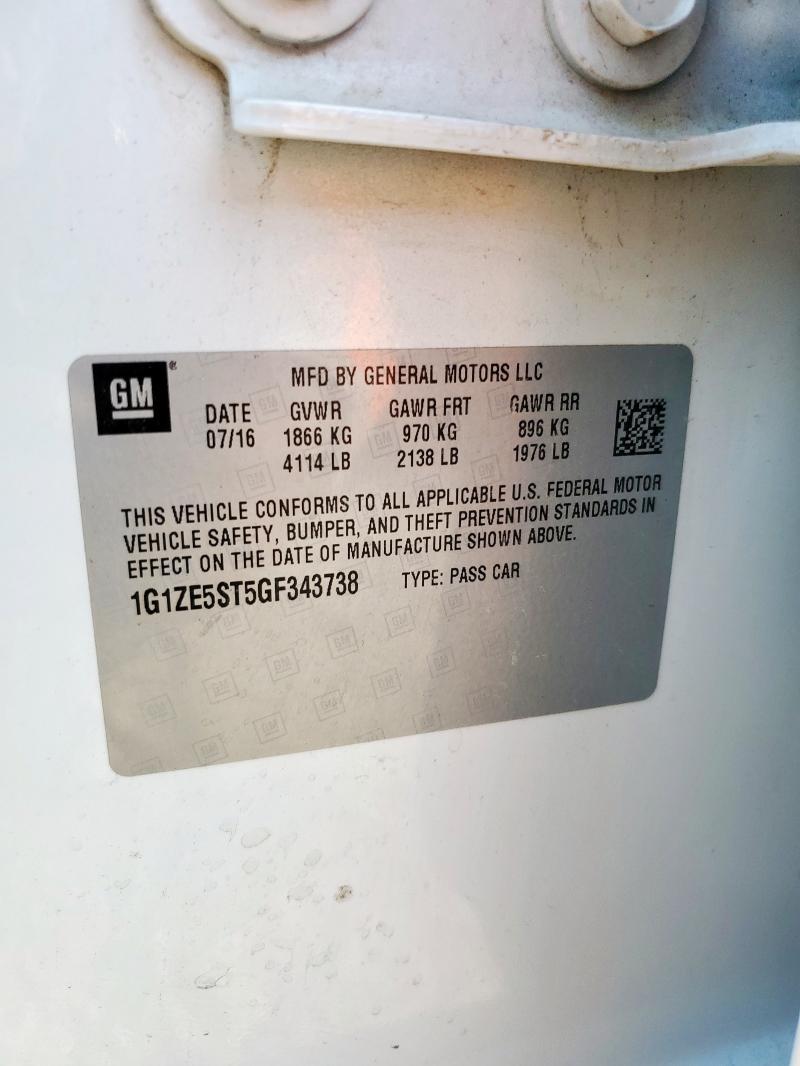 GM®
MFD BY GENERAL MOTORS LLC
DATE GVWR GAWR FRT GAWR RR
07/16 1866 KG 970 KG 896 KG
4114 LB 2138 LB 1976 LB
THIS VEHICLE CONFORMS TO ALL APPLICABLE U.S. FEDERAL MOTOR
VEHICLE SAFETY, BUMPER, AND THEFT PREVENTION STANDARDS IN
EFFECT ON THE DATE OF MANUFACTURE SHOWN ABOVE.
1G1ZE5ST5GF343738 TYPE: PASS CAR